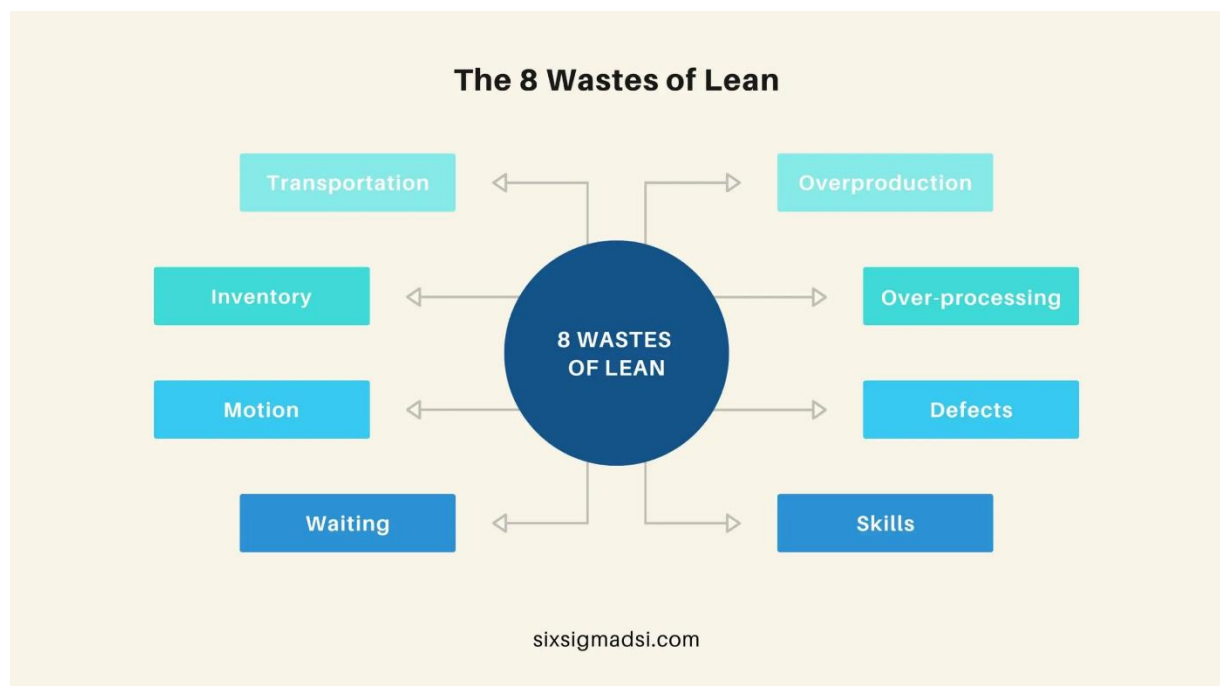 The 8 Wastes of Lean
Transportation
Overproduction
Inventory
Over-processing
8 WASTES
OF LEAN
Motion
Defects
Waiting
Skills
sixsigmadsi.com